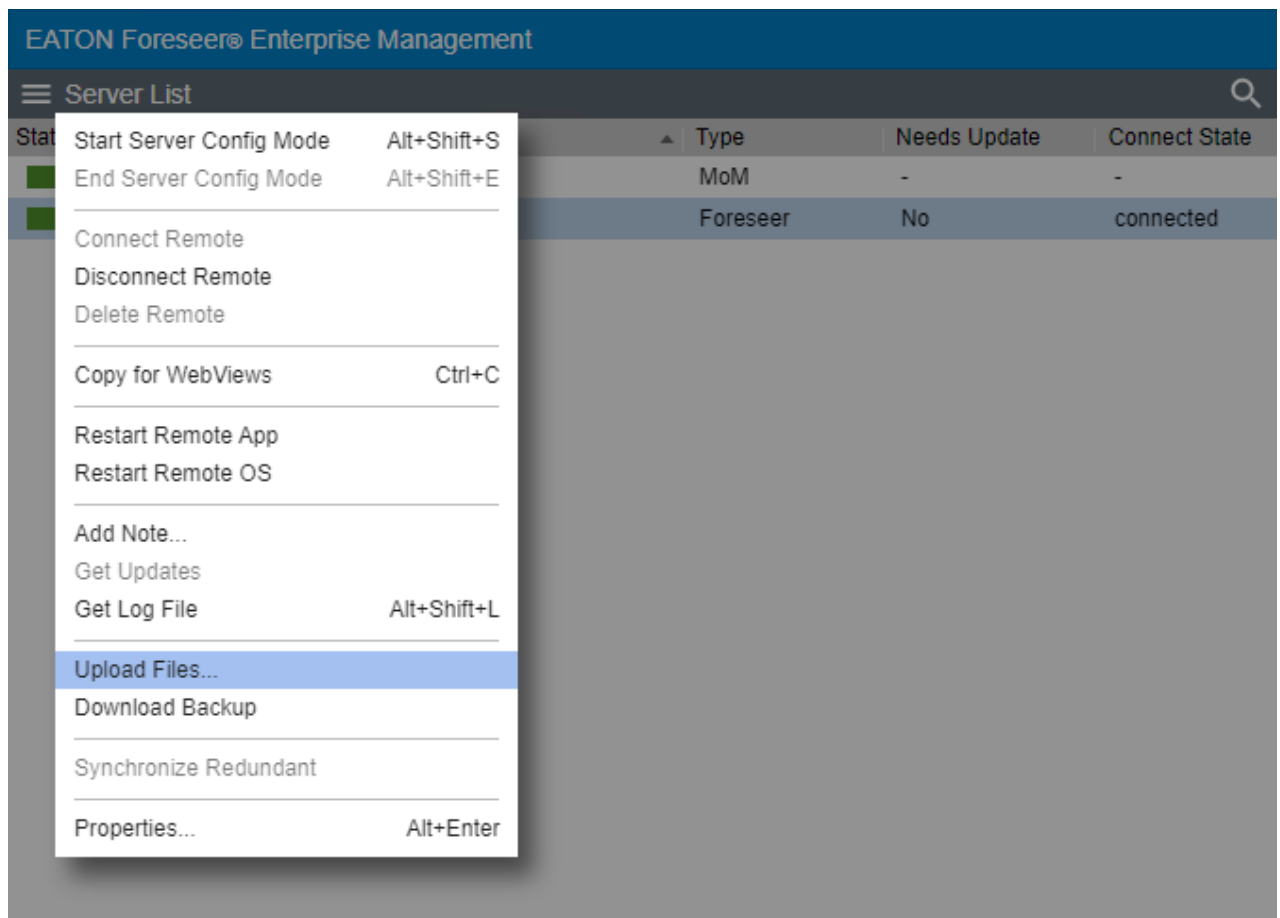 EATON Foreseer® Enterprise Management
Server List
Stat Type Needs Update Connect State
MoM - -
Foreseer No connected
Start Server Config Mode Alt+Shift+S
End Server Config Mode Alt+Shift+E
Connect Remote
Disconnect Remote
Delete Remote
Copy for WebViews Ctrl+C
Restart Remote App
Restart Remote OS
Add Note...
Get Updates
Get Log File Alt+Shift+L
Upload Files...
Download Backup
Synchronize Redundant
Properties... Alt+Enter